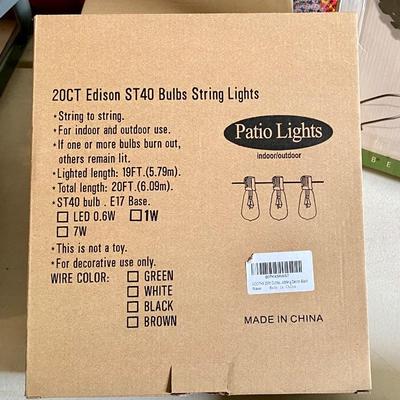 20CT Edison ST40 Bulbs String Lights
·String to string.
·For indoor and outdoor use.
·If one or more bulbs burn out,
others remain lit.
·Lighted length: 19FT.(5.79m).
·Total length: 20FT.(6.09m).
·ST40 bulb . E17 Base.
LED 0.6W 1W
7W
·This is not a toy.
·For decorative use only.
WIRE COLOR: GREEN
WHITE
BLACK
BROWN
Patio Lights
indoor/outdoor
Made in China
MADE IN CHINA
B E